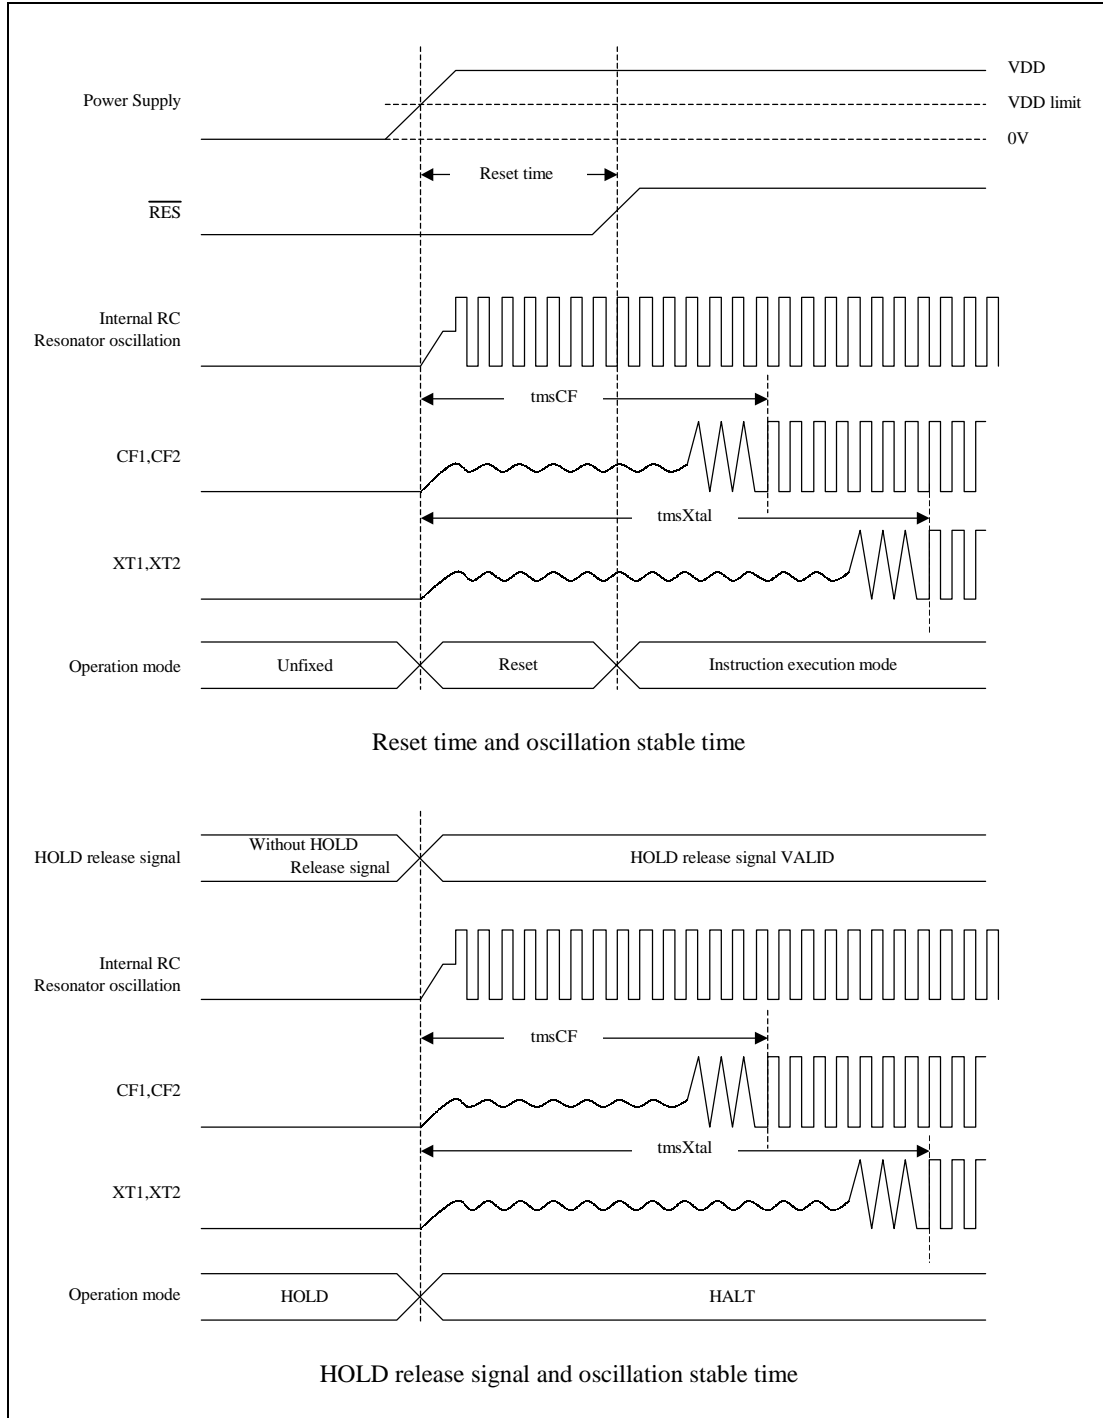 VDD
Power Supply
VDD limit
0V
Reset time
RES
Internal RC
Resonator oscillation
tmsCF
CF1,CF2
tmsXtal
XT1,XT2
Operation mode
Unfixed
Reset
Instruction execution mode
Reset time and oscillation stable time
HOLD release signal
Without HOLD
Release signal
HOLD release signal VALID
Internal RC
Resonator oscillation
tmsCF
CF1,CF2
tmsXtal
XT1,XT2
Operation mode
HOLD
HALT
HOLD release signal and oscillation stable time